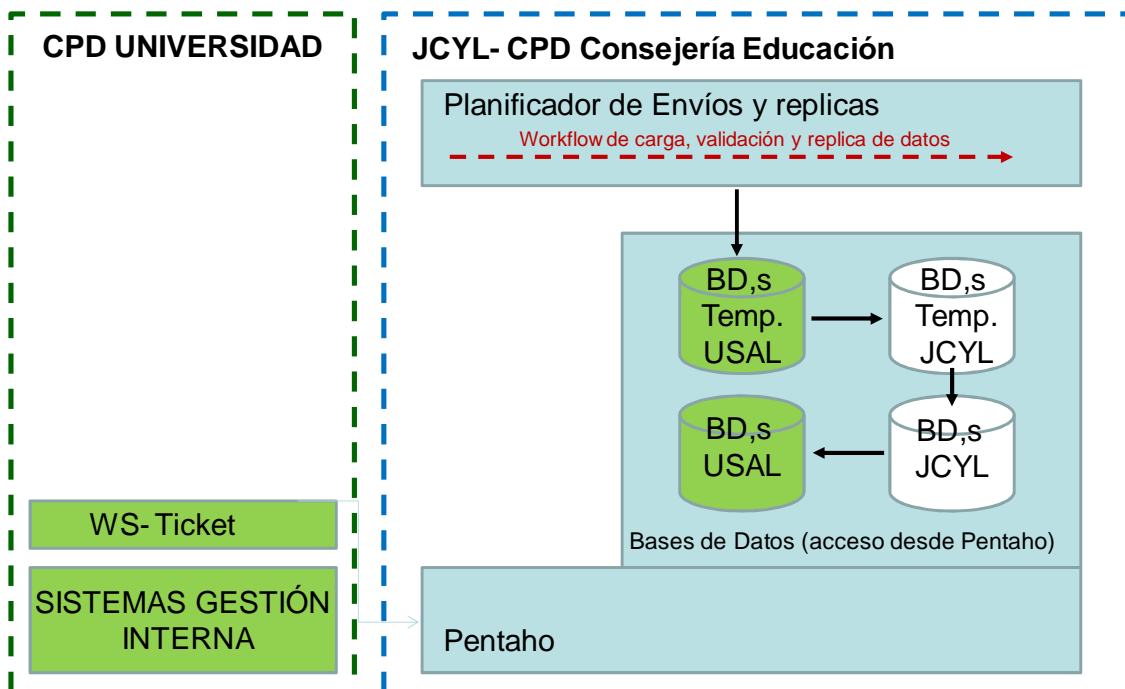 CPD UNIVERSIDAD
JCYL- CPD Consejería Educación
Planificador de Envíos y replicas
Workflow de carga, validación y replica de datos
BD,s
Temp.
USAL
BD,s
Temp.
JCYL
BD,s
USAL
BD,s
JCYL
Bases de Datos (acceso desde Pentaho)
WS- Ticket
SISTEMAS GESTIÓN
INTERNA
Pentaho